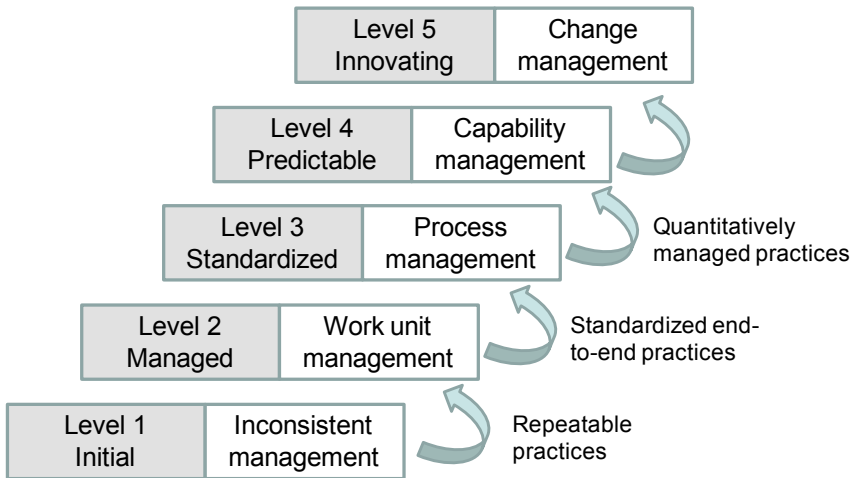 Level 5
Innovating
Change
management
Level 4
Predictable
Capability
management
Level 3
Standardized
Process
management
Quantitatively
managed practices
Level 2
Managed
Work unit
management
Standardized end-
to-end practices
Level 1
Initial
Inconsistent
management
Repeatable
practices